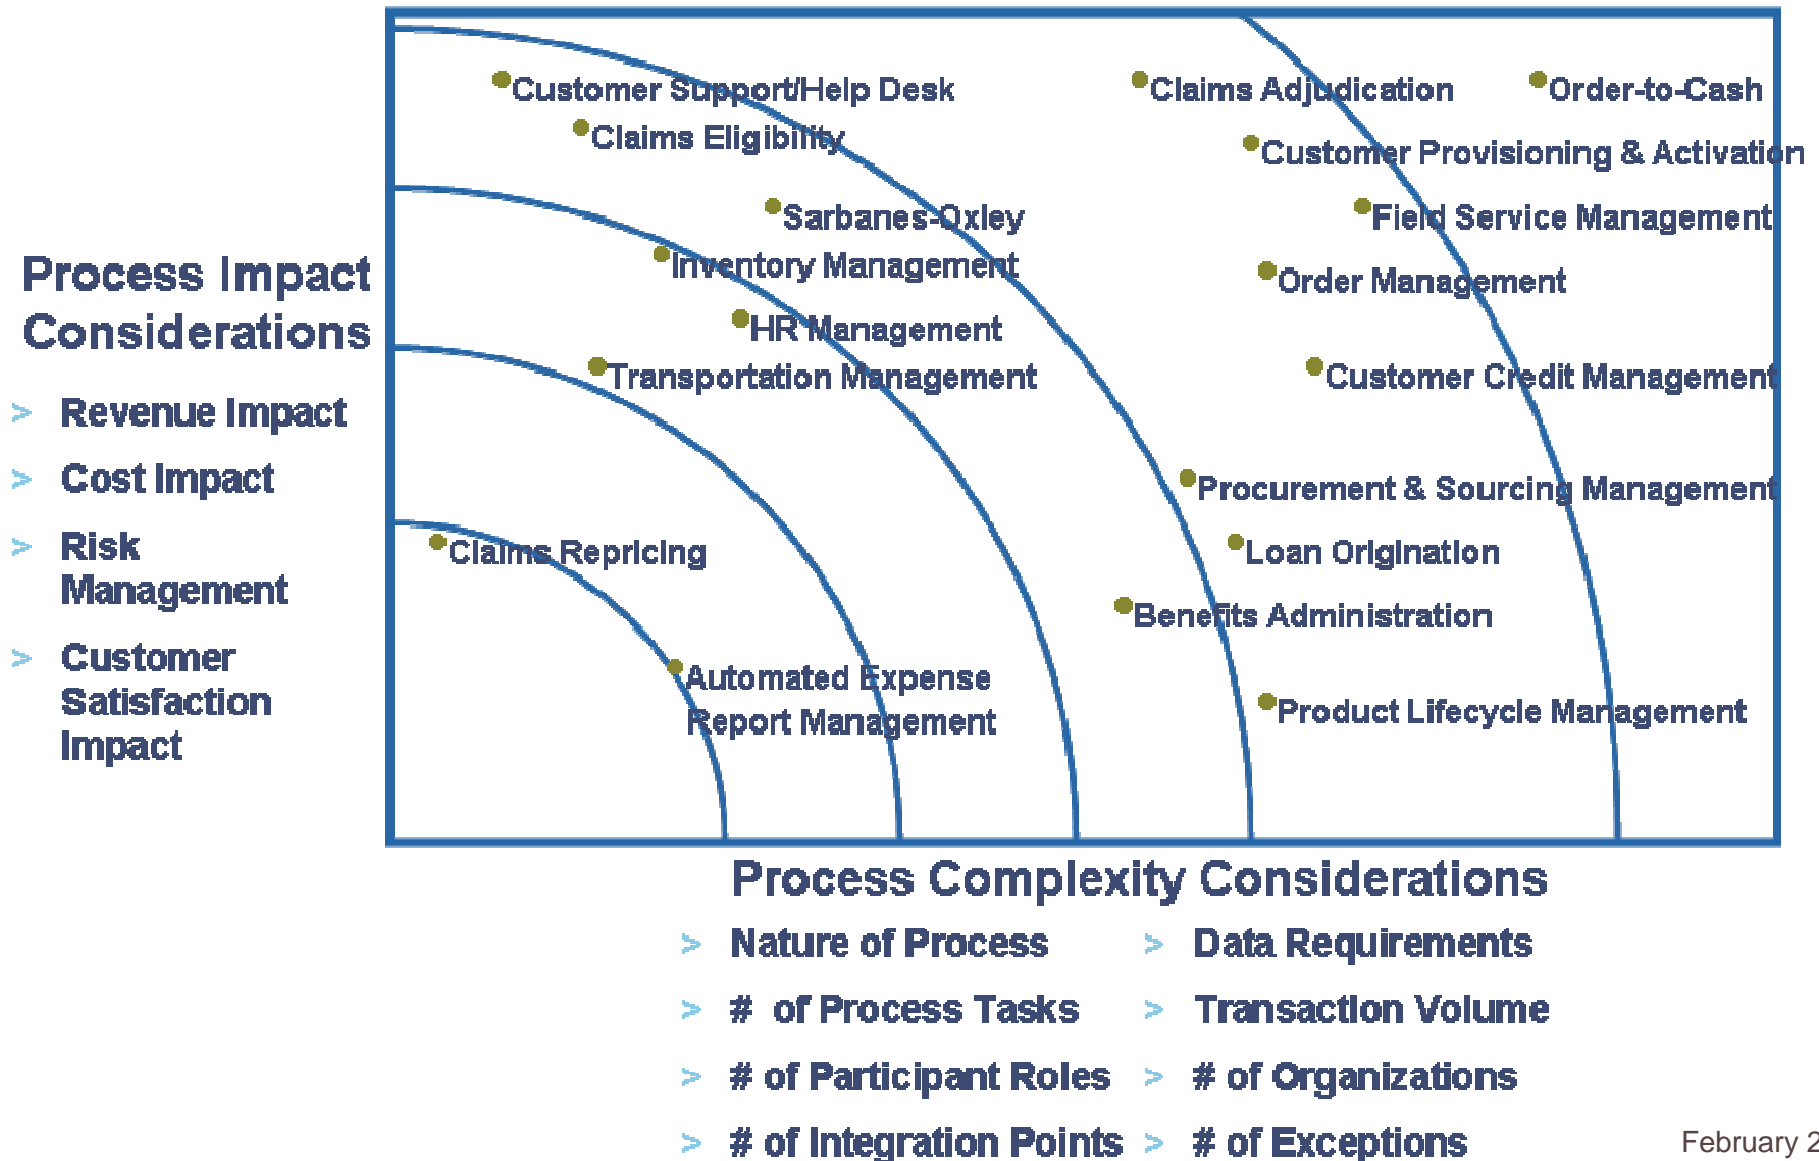 Customer Support/Help Desk
Claims Adjudication
Order-to-Cash
Claims Eligibility
Customer Provisioning & Activation
Sarbanes-Oxley
Field Service Management
Inventory Management
Order Management
HR Management
Transportation Management
Customer Credit Management
Procurement & Sourcing Management
Claims Repricing
Loan Origination
Benefits Administration
Automated Expense
Report Management
Product Lifecycle Management
Process Impact
Considerations
> Revenue Impact
> Cost Impact
> Risk
Management
> Customer
Satisfaction
Impact
Process Complexity Considerations
> Nature of Process
> Data Requirements
> # of Process Tasks
> Transaction Volume
> # of Participant Roles
> # of Organizations
> # of Integration Points
> # of Exceptions
February 2